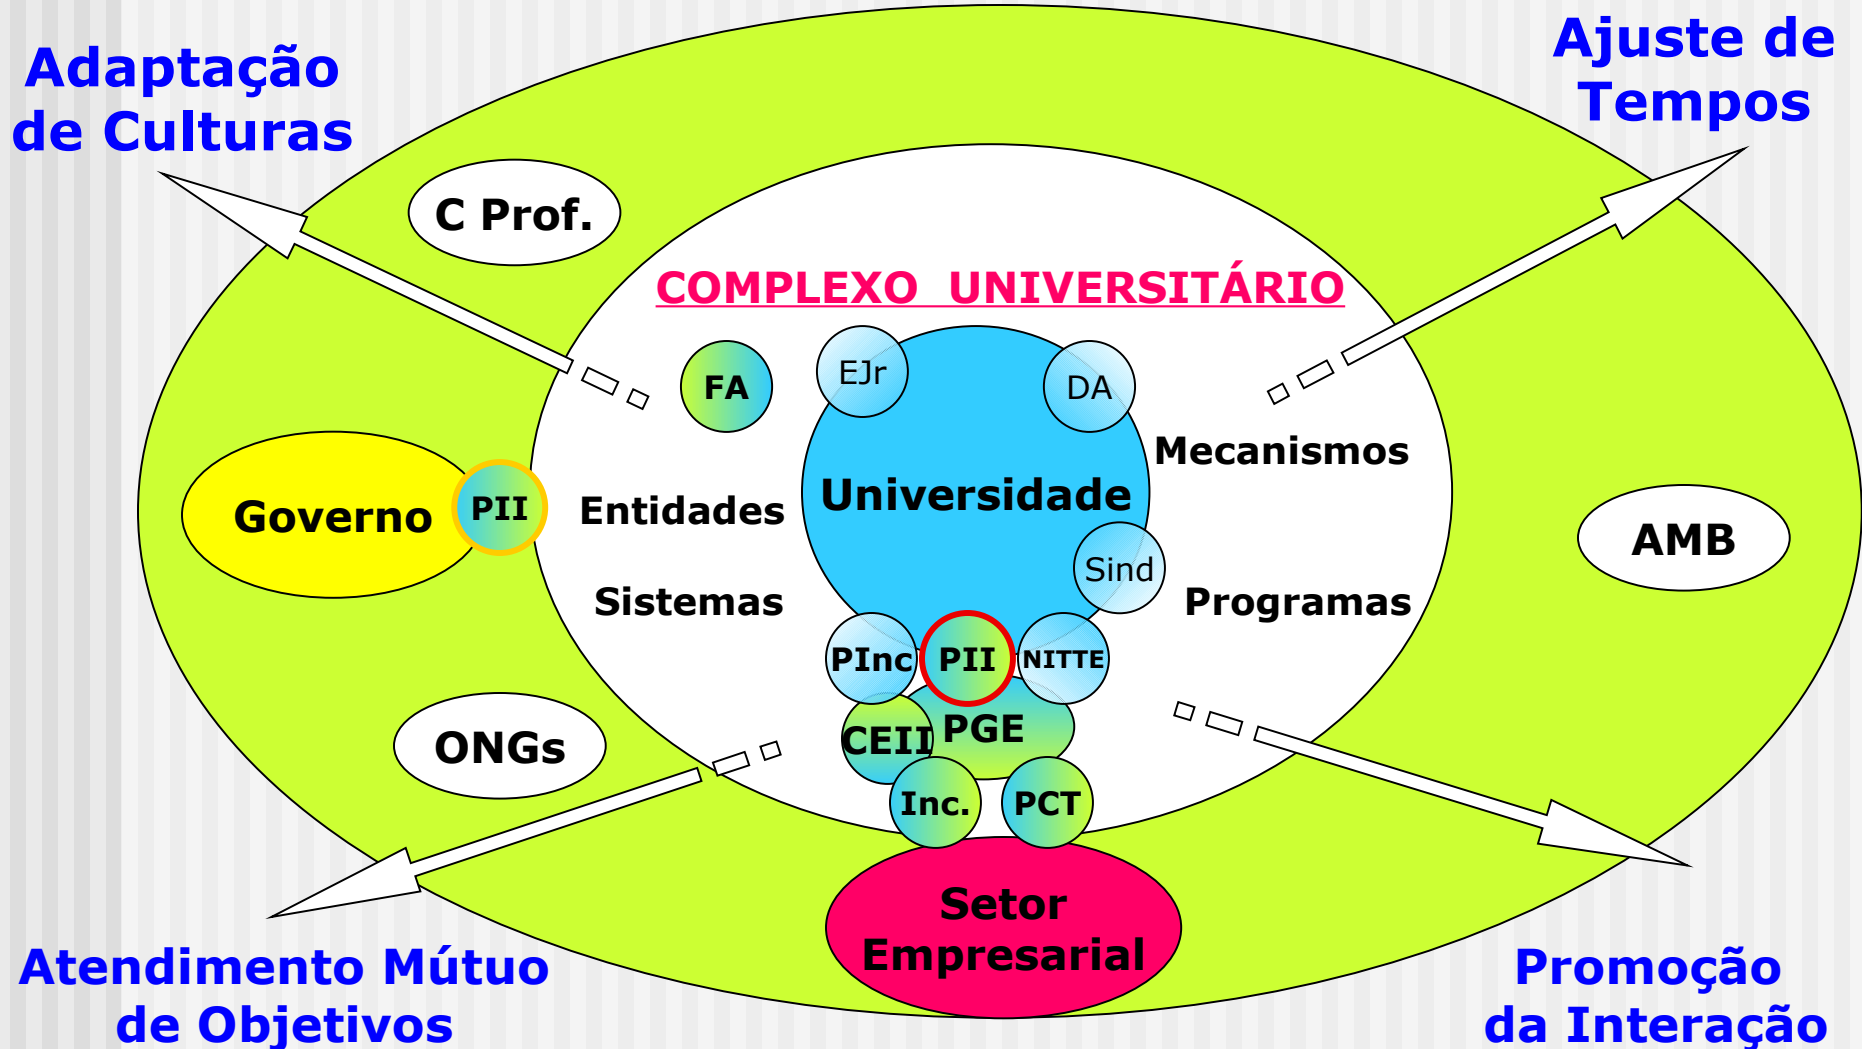 Adaptação
de Culturas
Ajuste de
Tempos
C Prof.
COMPLEXO UNIVERSITÁRIO
FA
EJr
DA
Mecanismos
Governo
PII
Entidades
Universidade
AMB
Sind
Sistemas
Programas
PInc
PII
NITTE
ONGs
CEII
PGE
Inc.
PCT
Setor
Empresarial
Atendimento Mútuo
de Objetivos
Promoção
da Interação